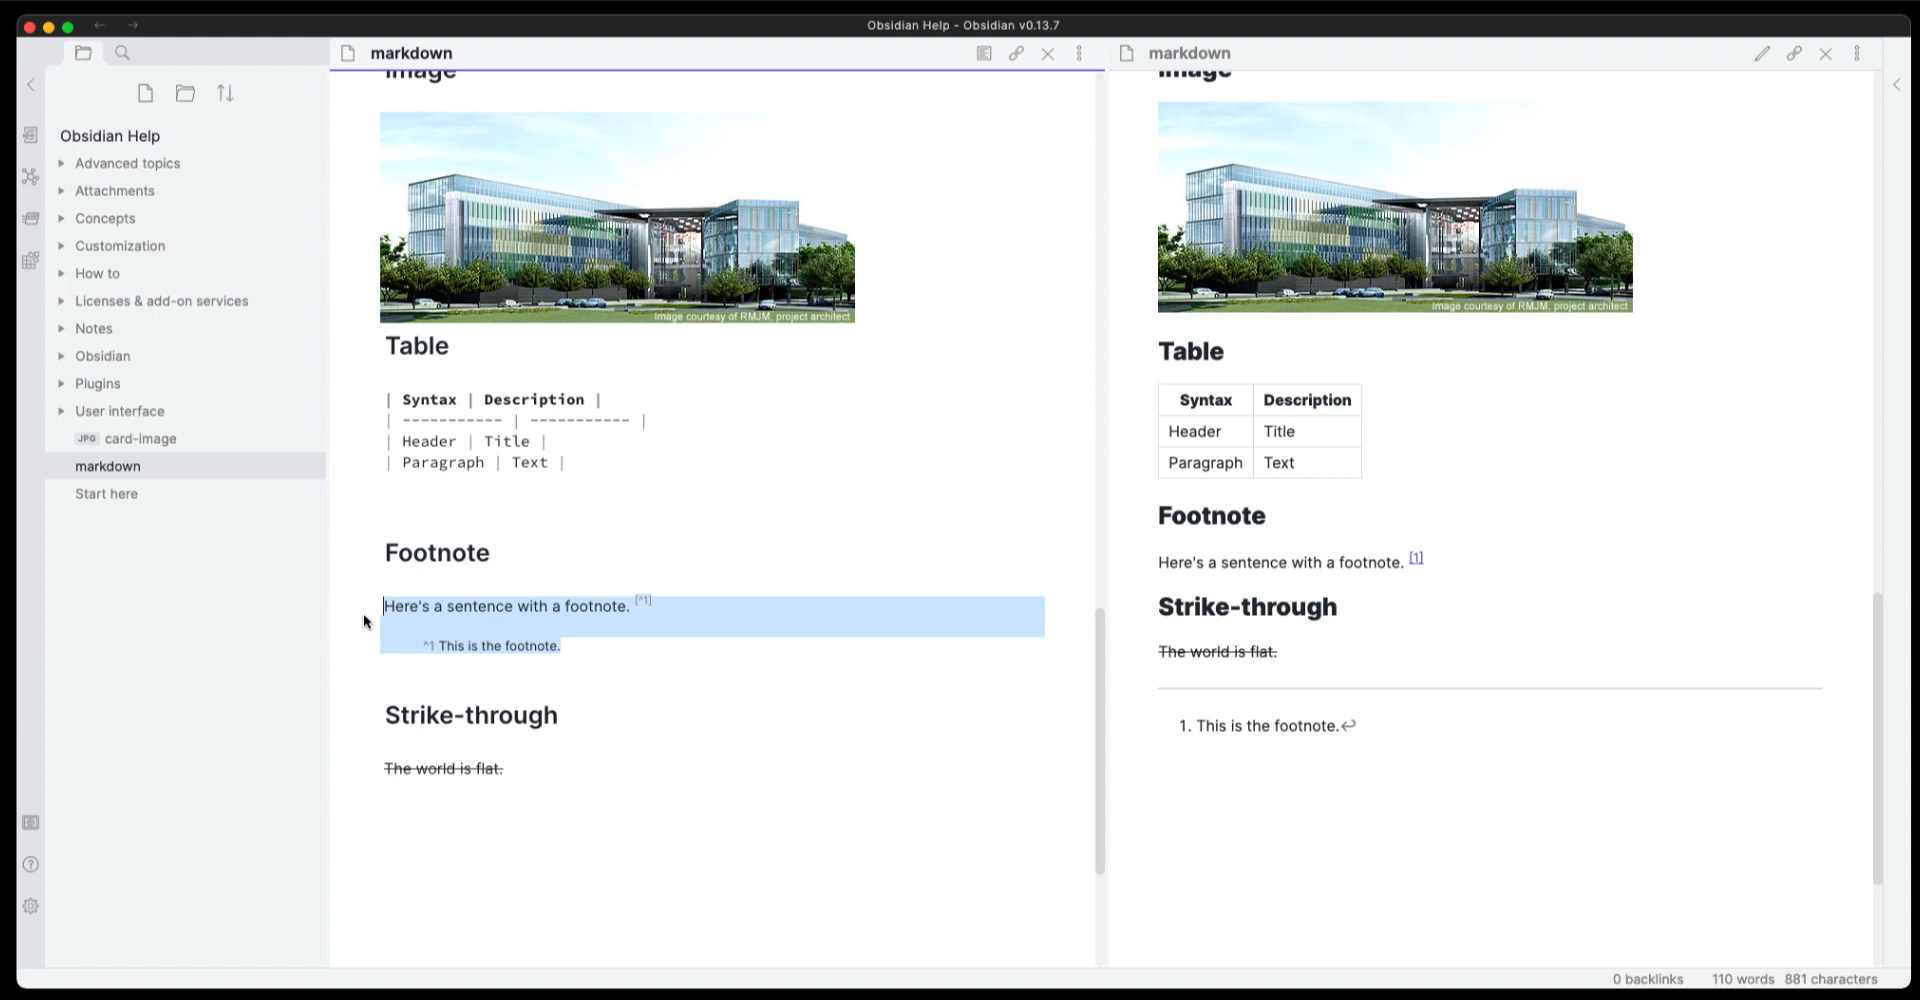 Obsidian Help - Obsidian v0.13.7
markdown
markdown
Obsidian Help
Advanced topics
Attachments
Concepts
Customization
How to
Licenses & add-on services
Notes
Obsidian
Plugins
User interface
JPG card-image
markdown
Start here
Image
Image courtesy of RMJM, project architect
Table
| Syntax | Description |
| ----------- | ----------- |
| Header | Title |
| Paragraph | Text |
Footnote
Here's a sentence with a footnote. [^1]
^1 This is the footnote.
Strike-through
The world is flat.
Image
Image courtesy of RMJM, project architect
Table
Syntax Description
Header Title
Paragraph Text
Footnote
Here's a sentence with a footnote. [1]
Strike-through
The world is flat.
1. This is the footnote.↩
0 backlinks 110 words 881 characters